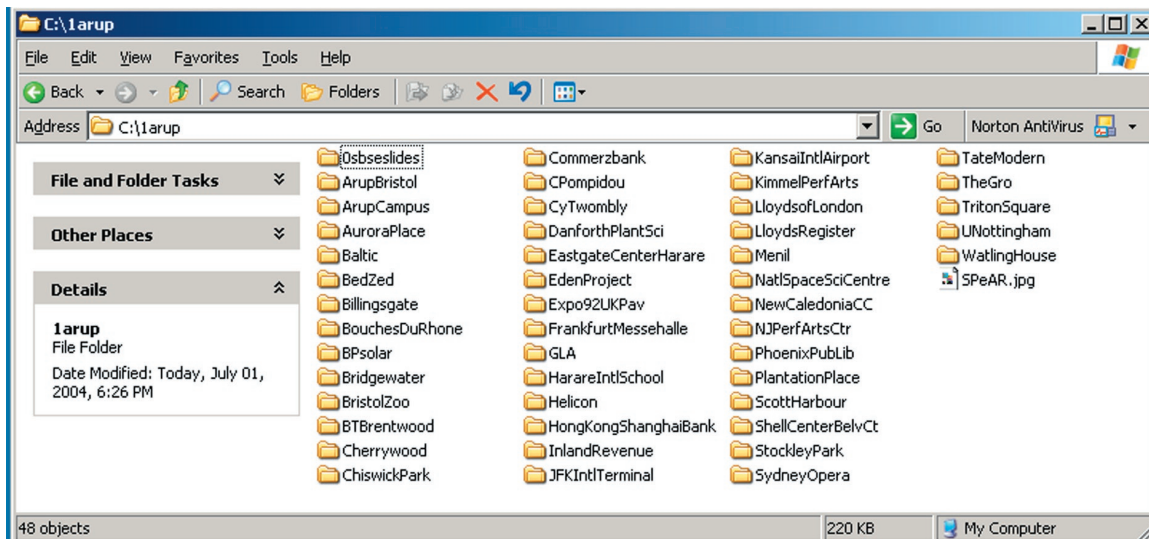 C:\1arup
File Edit View Favorites Tools Help
Back Search Folders
Address C:\1arup Go Norton AntiVirus
File and Folder Tasks
Other Places
Details
1arup
File Folder
Date Modified: Today, July 01,
2004, 6:26 PM
0sbseslides
ArupBristol
ArupCampus
AuroraPlace
Baltic
BedZed
Billingsgate
BouchesDuRhone
BPsolar
Bridgewater
BristolZoo
BTBrentwood
Cherrywood
ChiswickPark
Commerzbank
CPompidou
CyTwombly
DanforthPlantSci
EastgateCenterHarare
EdenProject
Expo92UKPav
FrankfurtMessehalle
GLA
HarareIntlSchool
Helicon
HongKongShanghaiBank
InlandRevenue
JFKIntlTerminal
KansaiIntlAirport
KimmelPerfArts
LloydsofLondon
LloydsRegister
Menil
NatlSpaceSciCentre
NewCaledoniaCC
NJPerfArtsCtr
PhoenixPubLib
PlantationPlace
ScottHarbour
ShellCenterBelvCt
StockleyPark
SydneyOpera
TateModern
TheGro
TritonSquare
UNottingham
WatlingHouse
SPeAR.jpg
48 objects 220 KB My Computer